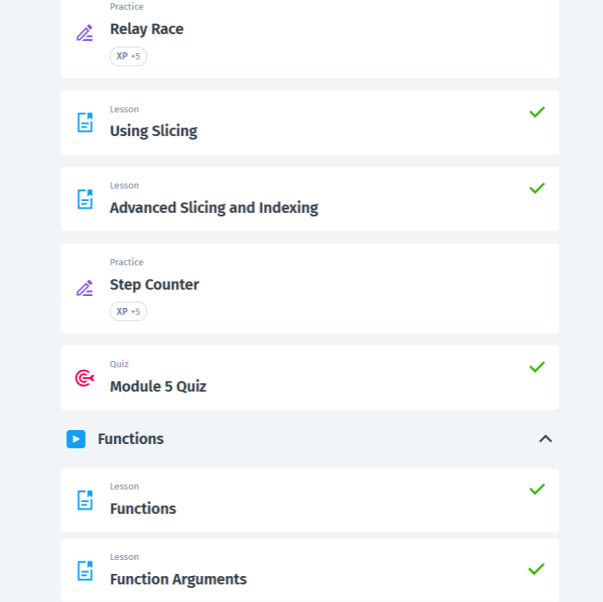 Practice
Relay Race
XP +5
Lesson
Using Slicing
Lesson
Advanced Slicing and Indexing
Practice
Step Counter
XP +5
Quiz
Module 5 Quiz
Functions
Lesson
Functions
Lesson
Function Arguments